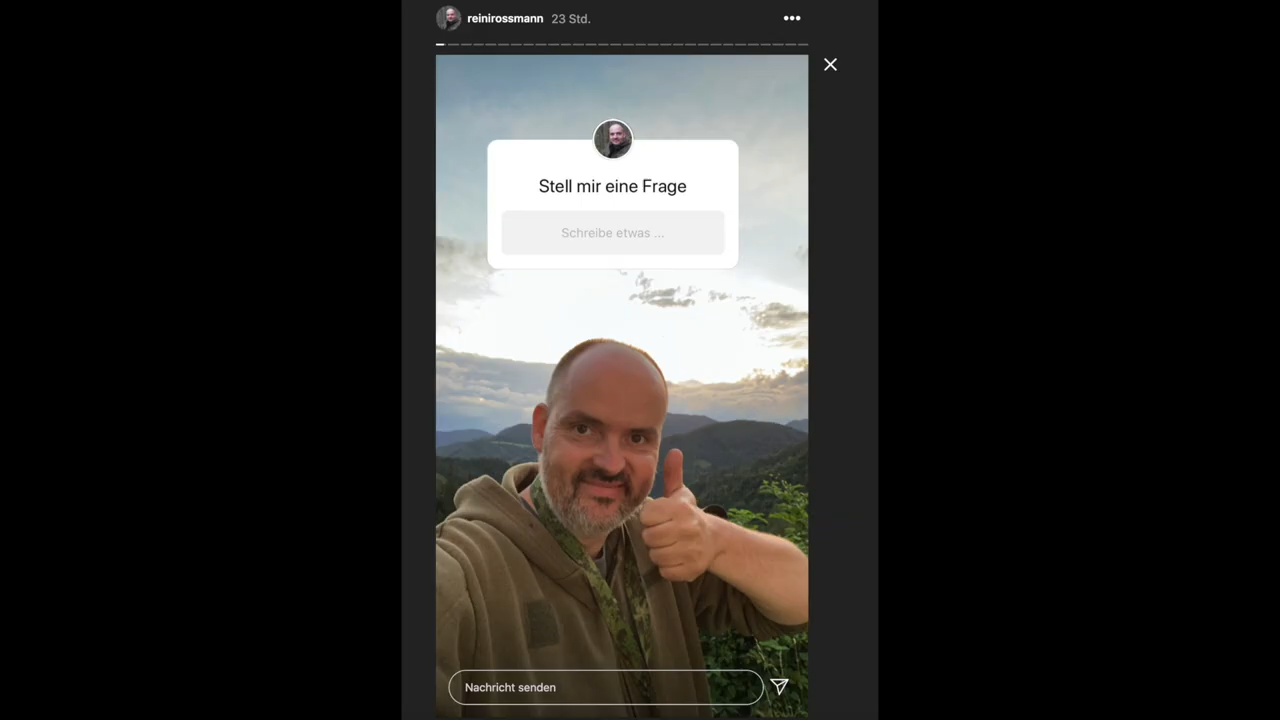 reinirossmann 23 Std.
Stell mir eine Frage
Schreibe etwas ...
Nachricht senden